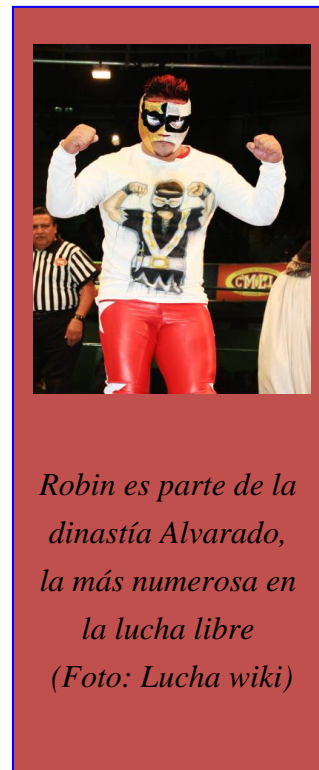 CMLL
Robin es parte de la
dinastía Alvarado,
la más numerosa en
la lucha libre
(Foto: Lucha wiki)